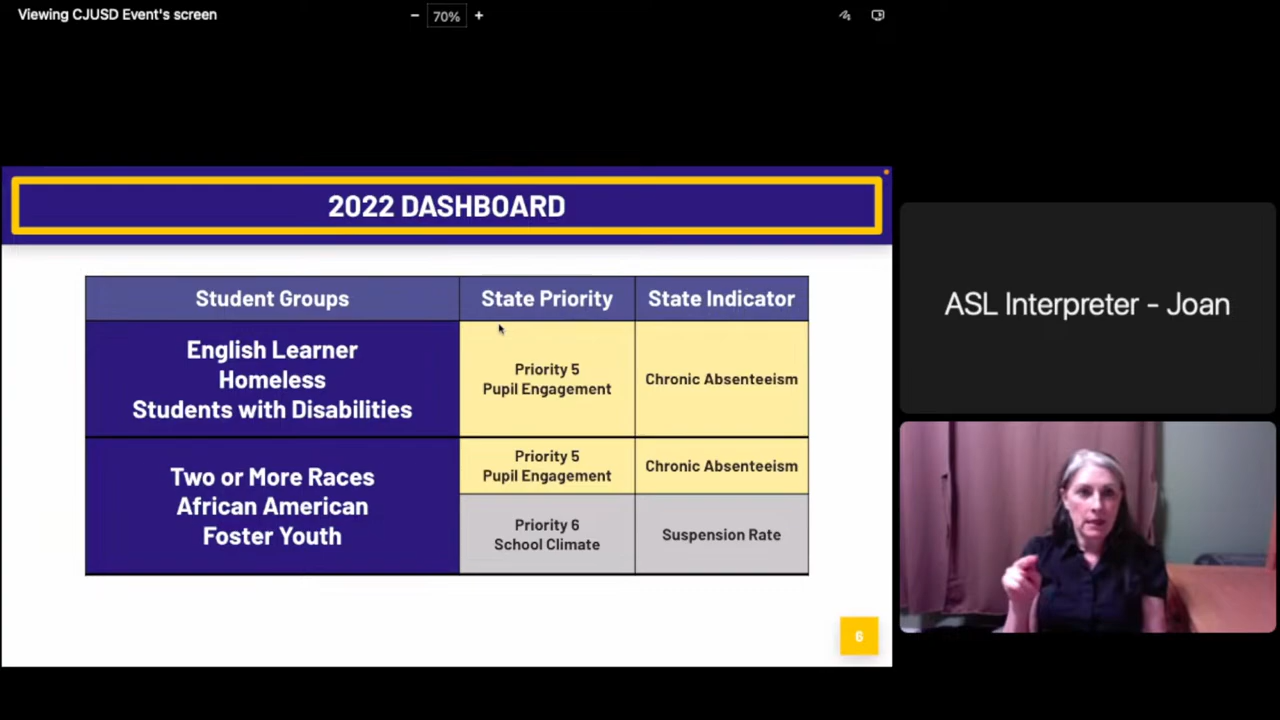 Viewing CJUSD Event's screen
− 70% +
2022 DASHBOARD
Student Groups State Priority State Indicator
English Learner
Homeless
Students with Disabilities
Priority 5
Pupil Engagement
Chronic Absenteeism
Two or More Races
African American
Foster Youth
Priority 5
Pupil Engagement
Chronic Absenteeism
Priority 6
School Climate
Suspension Rate
6
ASL Interpreter - Joan